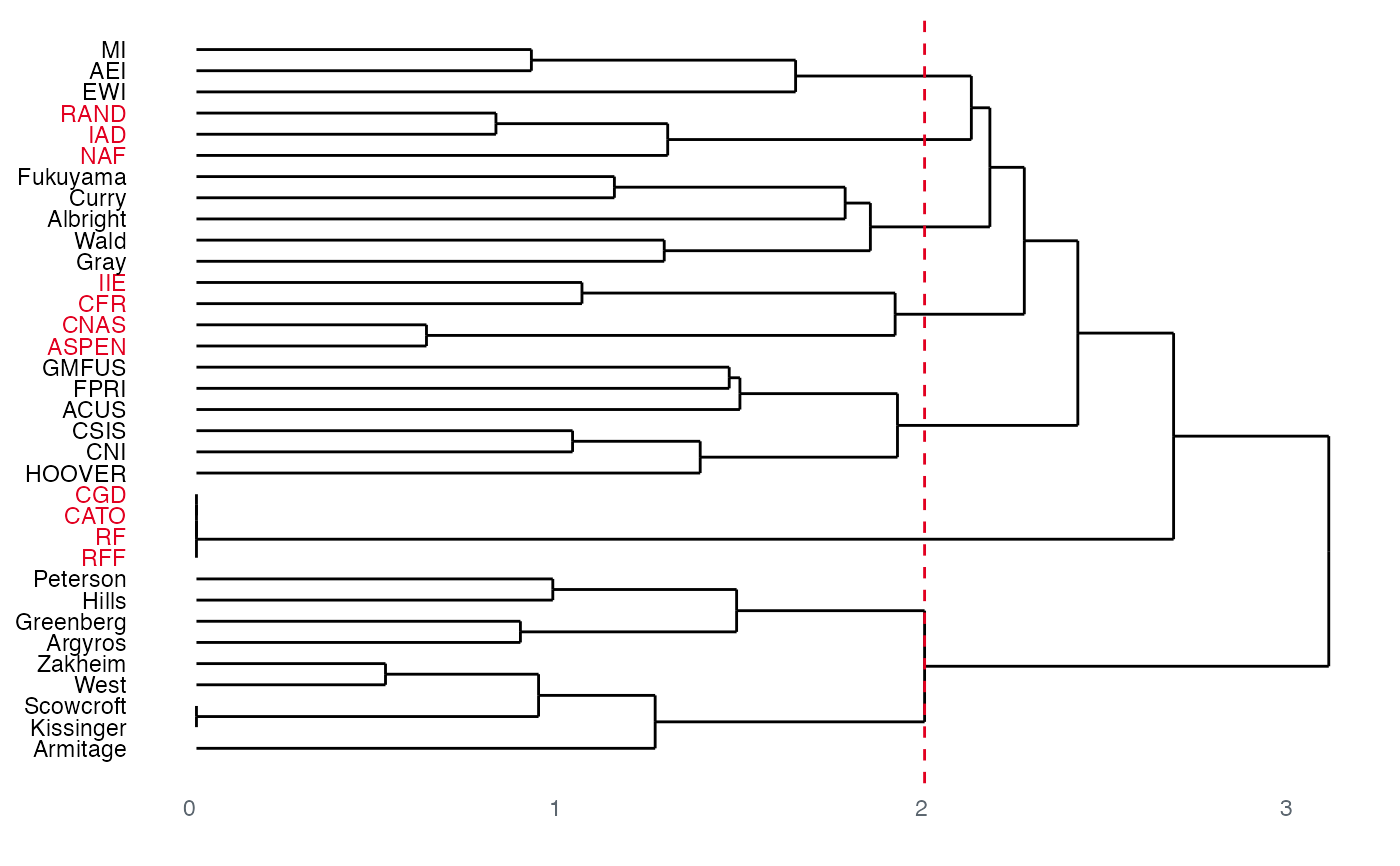 MI
AEI
EWI
RAND
IAD
NAF
Fukuyama
Curry
Albright
Wald
Gray
IIE
CFR
CNAS
ASPEN
GMFUS
FPRI
ACUS
CSIS
CNI
HOOVER
CGD
CATO
RF
RFF
Peterson
Hills
Greenberg
Argyros
Zakheim
West
Scowcroft
Kissinger
Armitage
0 1 2 3